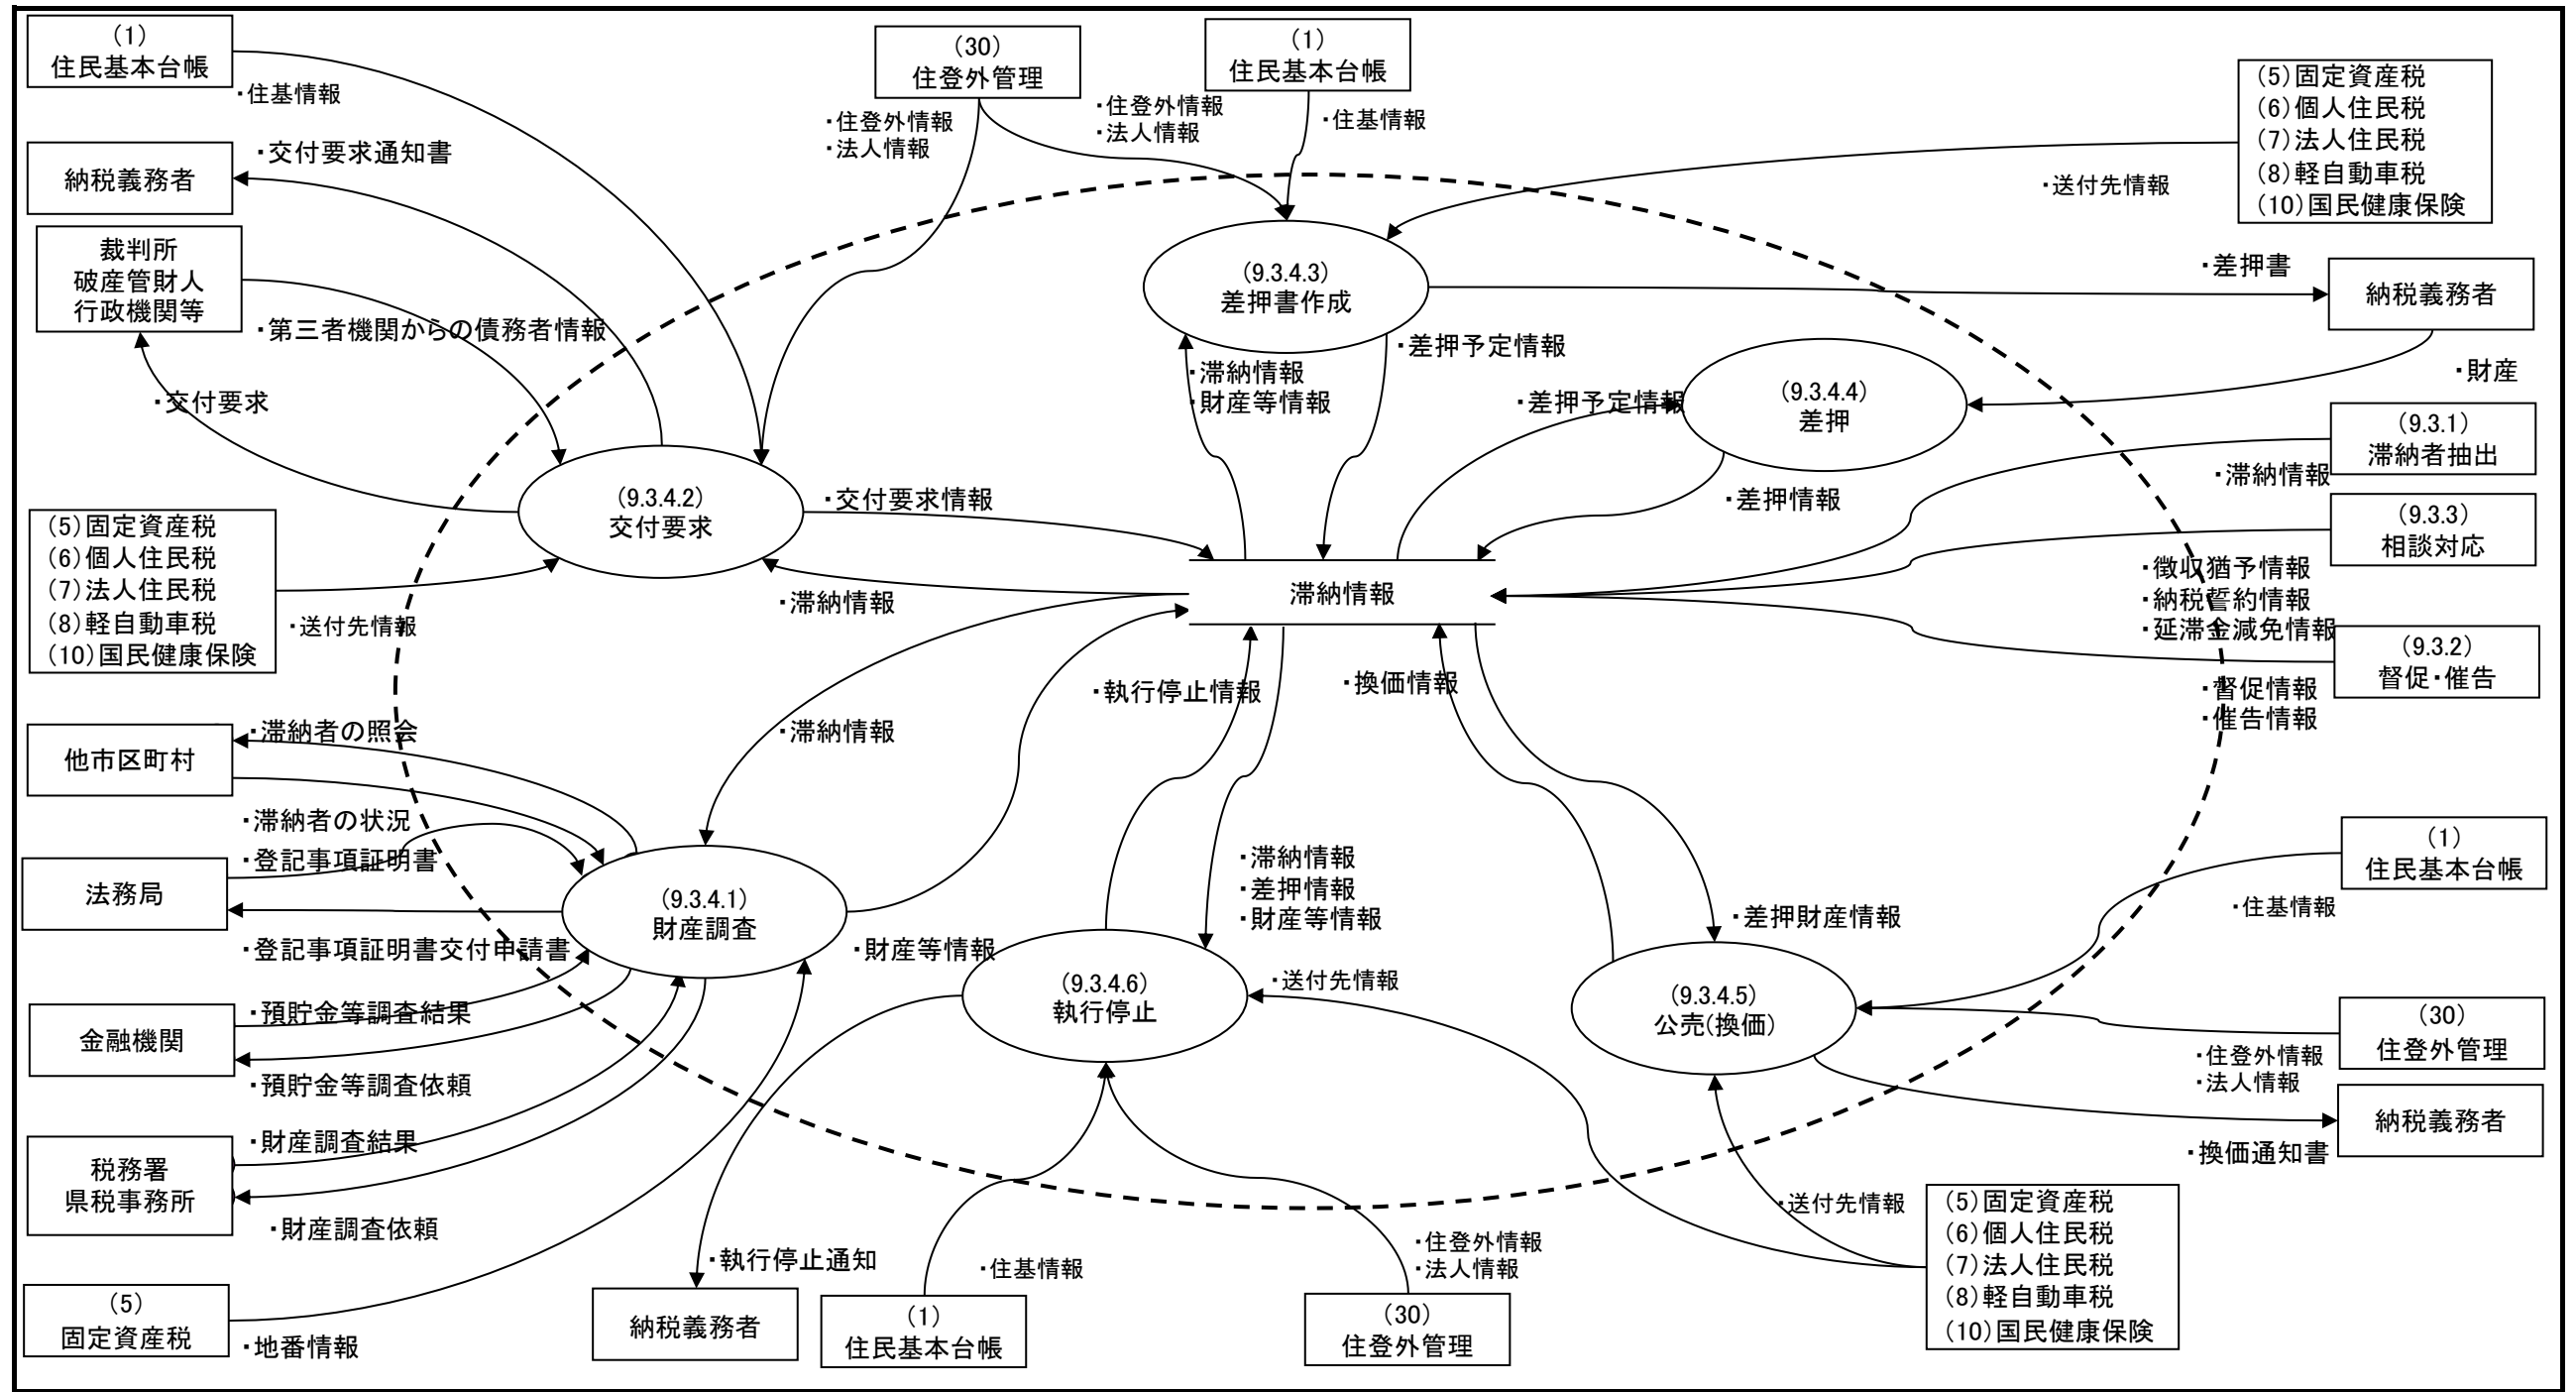 (1)
住民基本台帳
・住基情報
(30)
住登外管理
・住登外情報
・法人情報
・住登外情報
・法人情報
(1)
住民基本台帳
・住基情報
(5)固定資産税
(6)個人住民税
(7)法人住民税
(8)軽自動車税
(10)国民健康保険
・送付先情報
納税義務者
・交付要求通知書
裁判所
破産管財人
行政機関等
・第三者機関からの債務者情報
・交付要求
(9.3.4.3)
差押書作成
・差押書
納税義務者
・財産
・滞納情報
・財産等情報
・差押予定情報
・差押予定情報
(9.3.4.4)
差押
・差押情報
(9.3.1)
滞納者抽出
・滞納情報
(9.3.3)
相談対応
・徴収猶予情報
・納税誓約情報
・延滞金減免情報
(9.3.2)
督促・催告
・督促情報
・催告情報
(9.3.4.2)
交付要求
・交付要求情報
・滞納情報
(5)固定資産税
(6)個人住民税
(7)法人住民税
(8)軽自動車税
(10)国民健康保険
・送付先情報
滞納情報
・執行停止情報
・換価情報
・滞納情報
他市区町村
・滞納者の照会
・滞納者の状況
法務局
・登記事項証明書
・登記事項証明書交付申請書
(9.3.4.1)
財産調査
・財産等情報
・滞納情報
・差押情報
・財産等情報
・差押財産情報
(1)
住民基本台帳
・住基情報
金融機関
・預貯金等調査結果
・預貯金等調査依頼
(9.3.4.6)
執行停止
・送付先情報
(9.3.4.5)
公売(換価)
(30)
住登外管理
・住登外情報
・法人情報
納税義務者
・換価通知書
税務署
県税事務所
・財産調査結果
・財産調査依頼
(5)
固定資産税
・地番情報
・執行停止通知
納税義務者
(1)
住民基本台帳
・住基情報
・住登外情報
・法人情報
(30)
住登外管理
・送付先情報
(5)固定資産税
(6)個人住民税
(7)法人住民税
(8)軽自動車税
(10)国民健康保険